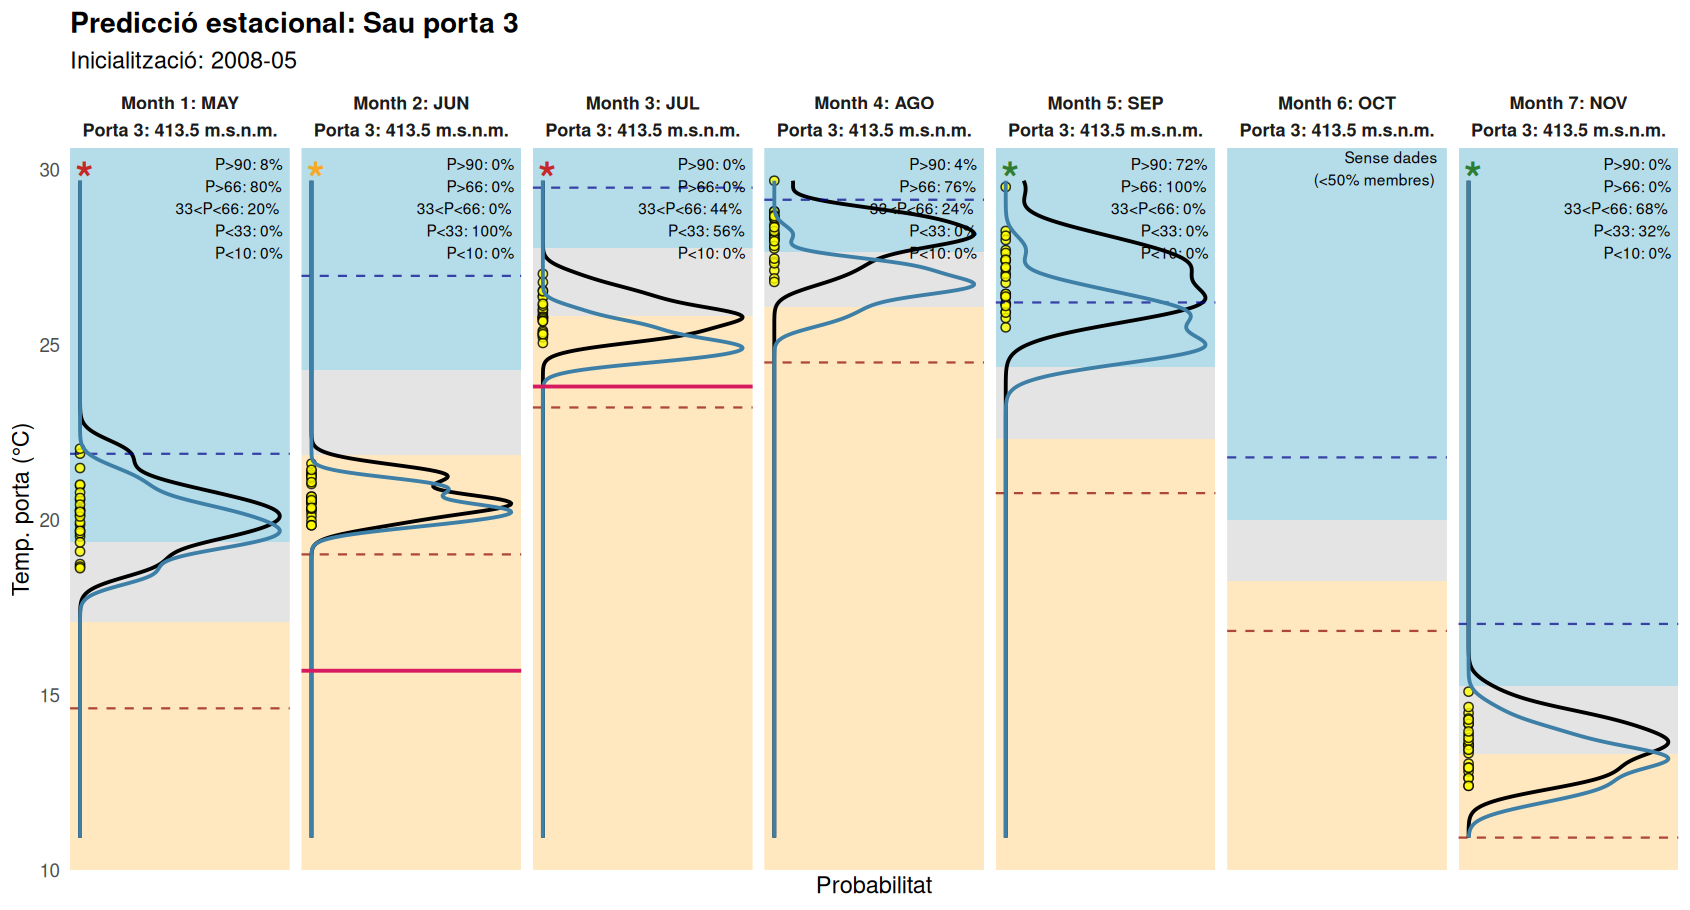 Predicció estacional: Sau porta 3
Inicialització: 2008-05
Month 1: MAY
Porta 3: 413.5 m.s.n.m.
Month 2: JUN
Porta 3: 413.5 m.s.n.m.
Month 3: JUL
Porta 3: 413.5 m.s.n.m.
Month 4: AGO
Porta 3: 413.5 m.s.n.m.
Month 5: SEP
Porta 3: 413.5 m.s.n.m.
Month 6: OCT
Porta 3: 413.5 m.s.n.m.
Month 7: NOV
Porta 3: 413.5 m.s.n.m.
Temp. porta (°C)
30
25
20
15
10
*
P>90: 8%
P>66: 80%
33<P<66: 20%
P<33: 0%
P<10: 0%
*
P>90: 0%
P>66: 0%
33<P<66: 0%
P<33: 100%
P<10: 0%
*
P>90: 0%
P>66: 0%
33<P<66: 44%
P<33: 56%
P<10: 0%
P>90: 4%
P>66: 76%
33<P<66: 24%
P<33: 0%
P<10: 0%
*
P>90: 72%
P>66: 100%
33<P<66: 0%
P<33: 0%
P<10: 0%
Sense dades
(<50% membres)
*
P>90: 0%
P>66: 0%
33<P<66: 68%
P<33: 32%
P<10: 0%
Probabilitat